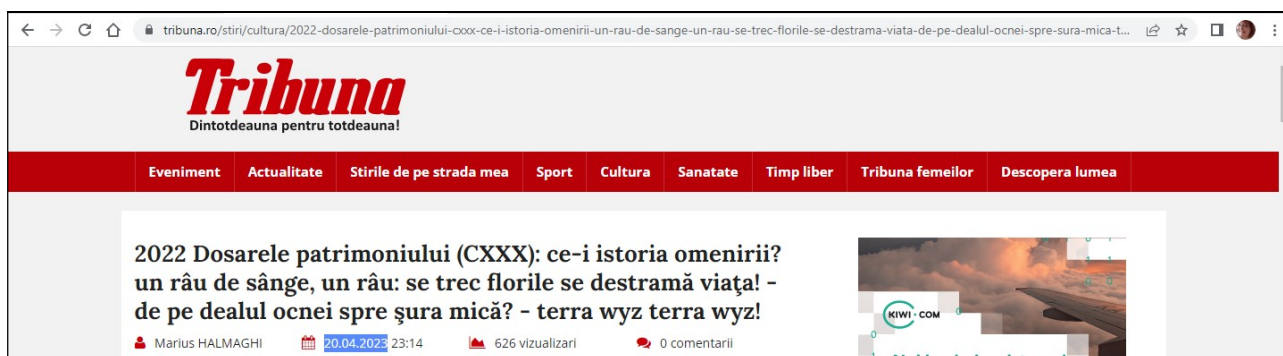 tribuna.ro/stiri/cultura/2022-dosarele-patrimoniului-cxxx-ce-i-istoria-omenirii-un-rau-de-sange-un-rau-se-trec-florile-se-destrama-viata-de-pe-dealul-ocnei-spre-sura-mica-t...
Tribuna
Dintotdeauna pentru totdeauna!
Eveniment Actualitate Stirile de pe strada mea Sport Cultura Sanatate Timp liber Tribuna femeilor Descopera lumea
2022 Dosarele patrimoniului (CXXX): ce-i istoria omenirii?
un râu de sânge, un râu: se trec florile se destramă viaţa! -
de pe dealul ocnei spre şura mică? - terra wyz terra wyz!
Marius HALMAGHI 20.04.2023 23:14 626 vizualizari 0 comentarii
KIWI.COM